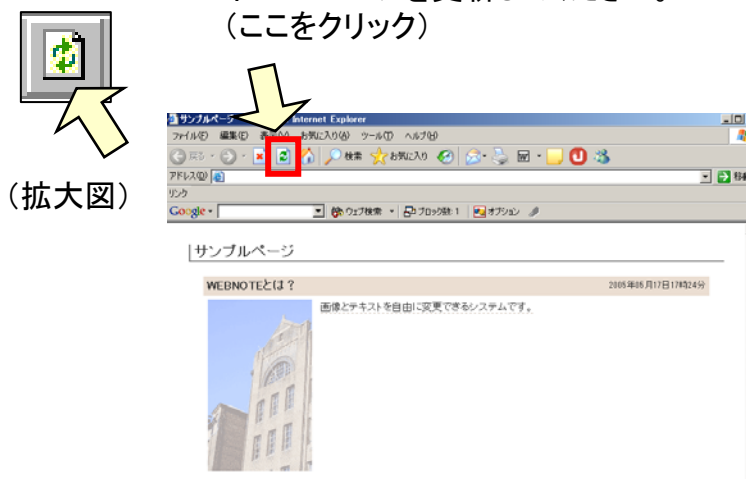 (ここをクリック)
(拡大図)
サンプルページ
Internet Explorer
ファイル(F) 編集(E) お気に入り(A) ツール(T) ヘルプ(H)
検索 お気に入り
アドレス(D)
リンク
Google ウェブ検索 ブロック数: 1 オプション
サンプルページ
WEBNOTEとは？ 2005年05月17日17時24分
画像とテキストを自由に変更できるシステムです。